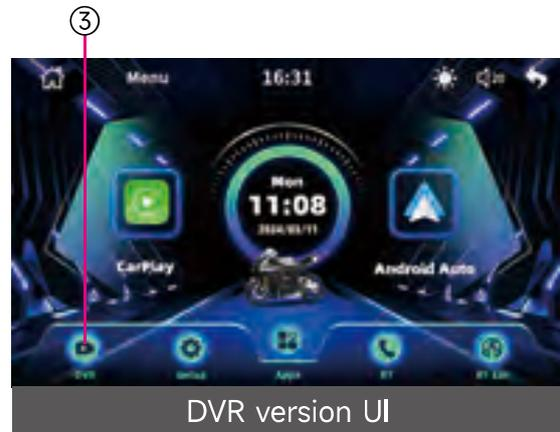 ③
Menu 16:31 20
Mon
11:08
2024/03/11
CarPlay Android Auto
DVR Setup Apps BT
DVR version UI